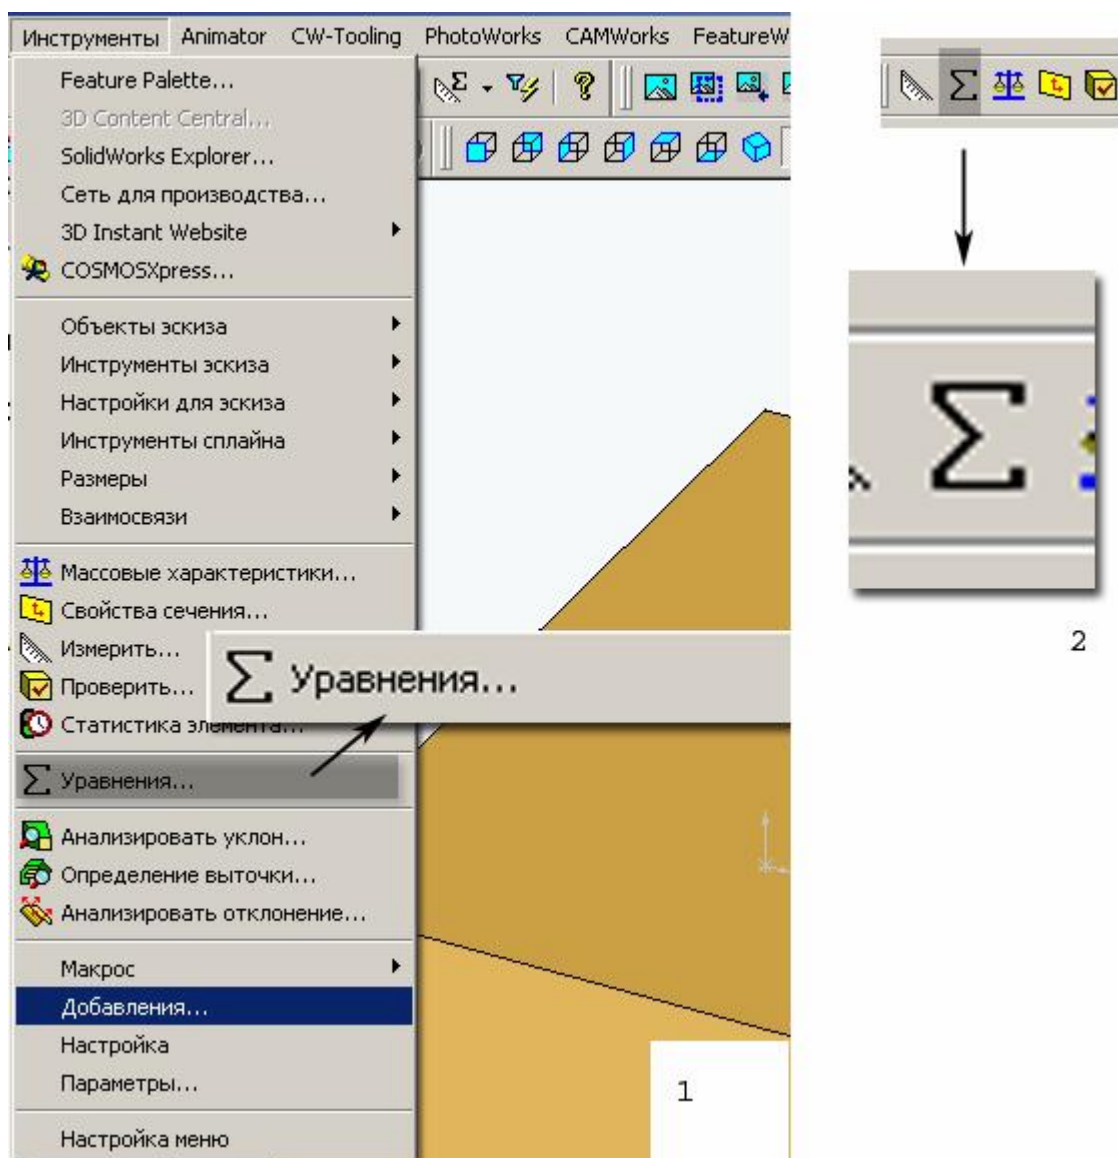 Инструменты Animator CW-Tooling PhotoWorks CAMWorks FeatureW
Feature Palette...
3D Content Central...
SolidWorks Explorer...
Сеть для производства...
3D Instant Website
COSMOSXpress...
Объекты эскиза
Инструменты эскиза
Настройки для эскиза
Инструменты сплайна
Размеры
Взаимосвязи
Массовые характеристики...
Свойства сечения...
Измерить...
Проверить...
Статистика элемента...
Σ Уравнения...
Σ Уравнения...
Анализировать уклон...
Определение выточки...
Анализировать отклонение...
Макрос
Добавления...
Настройка
Параметры...
Настройка меню
1
Σ
Σ
2